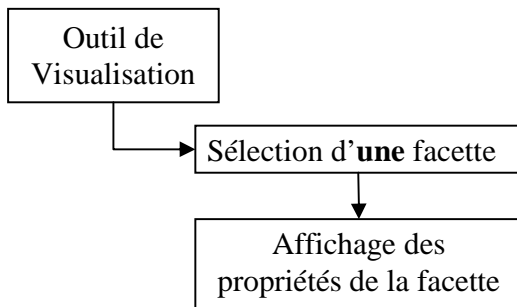 Outil de
Visualisation
Sélection d’une facette
Affichage des
propriétés de la facette